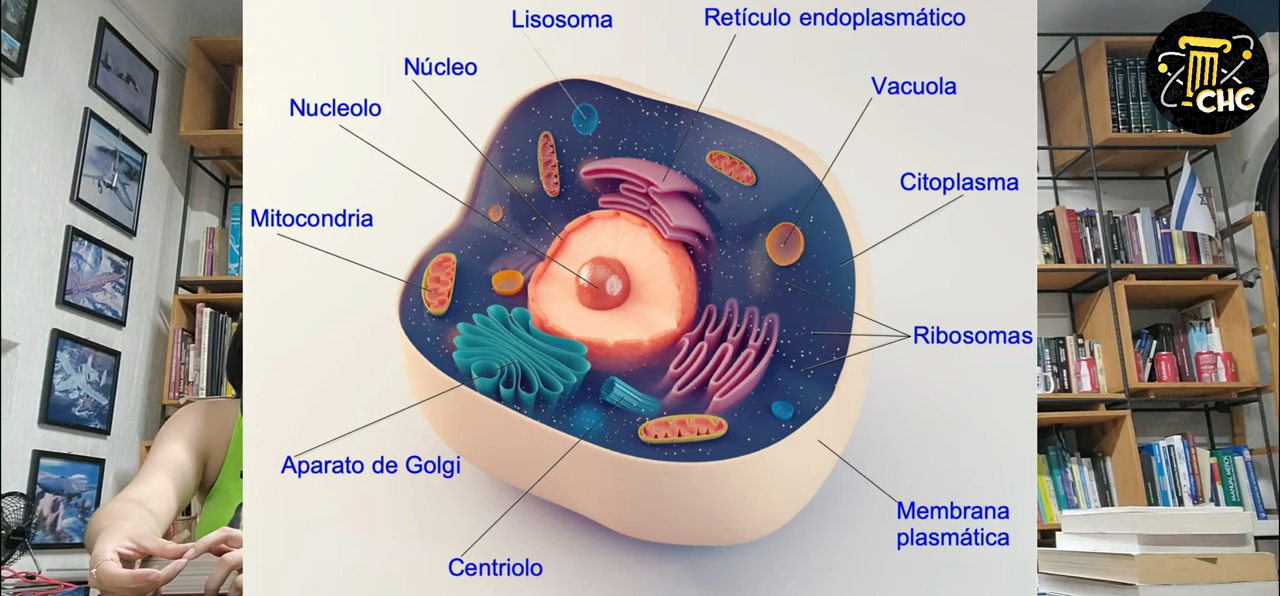 Lisosoma
Retículo endoplasmático
Núcleo
Vacuola
Nucleolo
Citoplasma
Mitocondria
Ribosomas
Aparato de Golgi
Membrana
plasmática
Centriolo
CHC